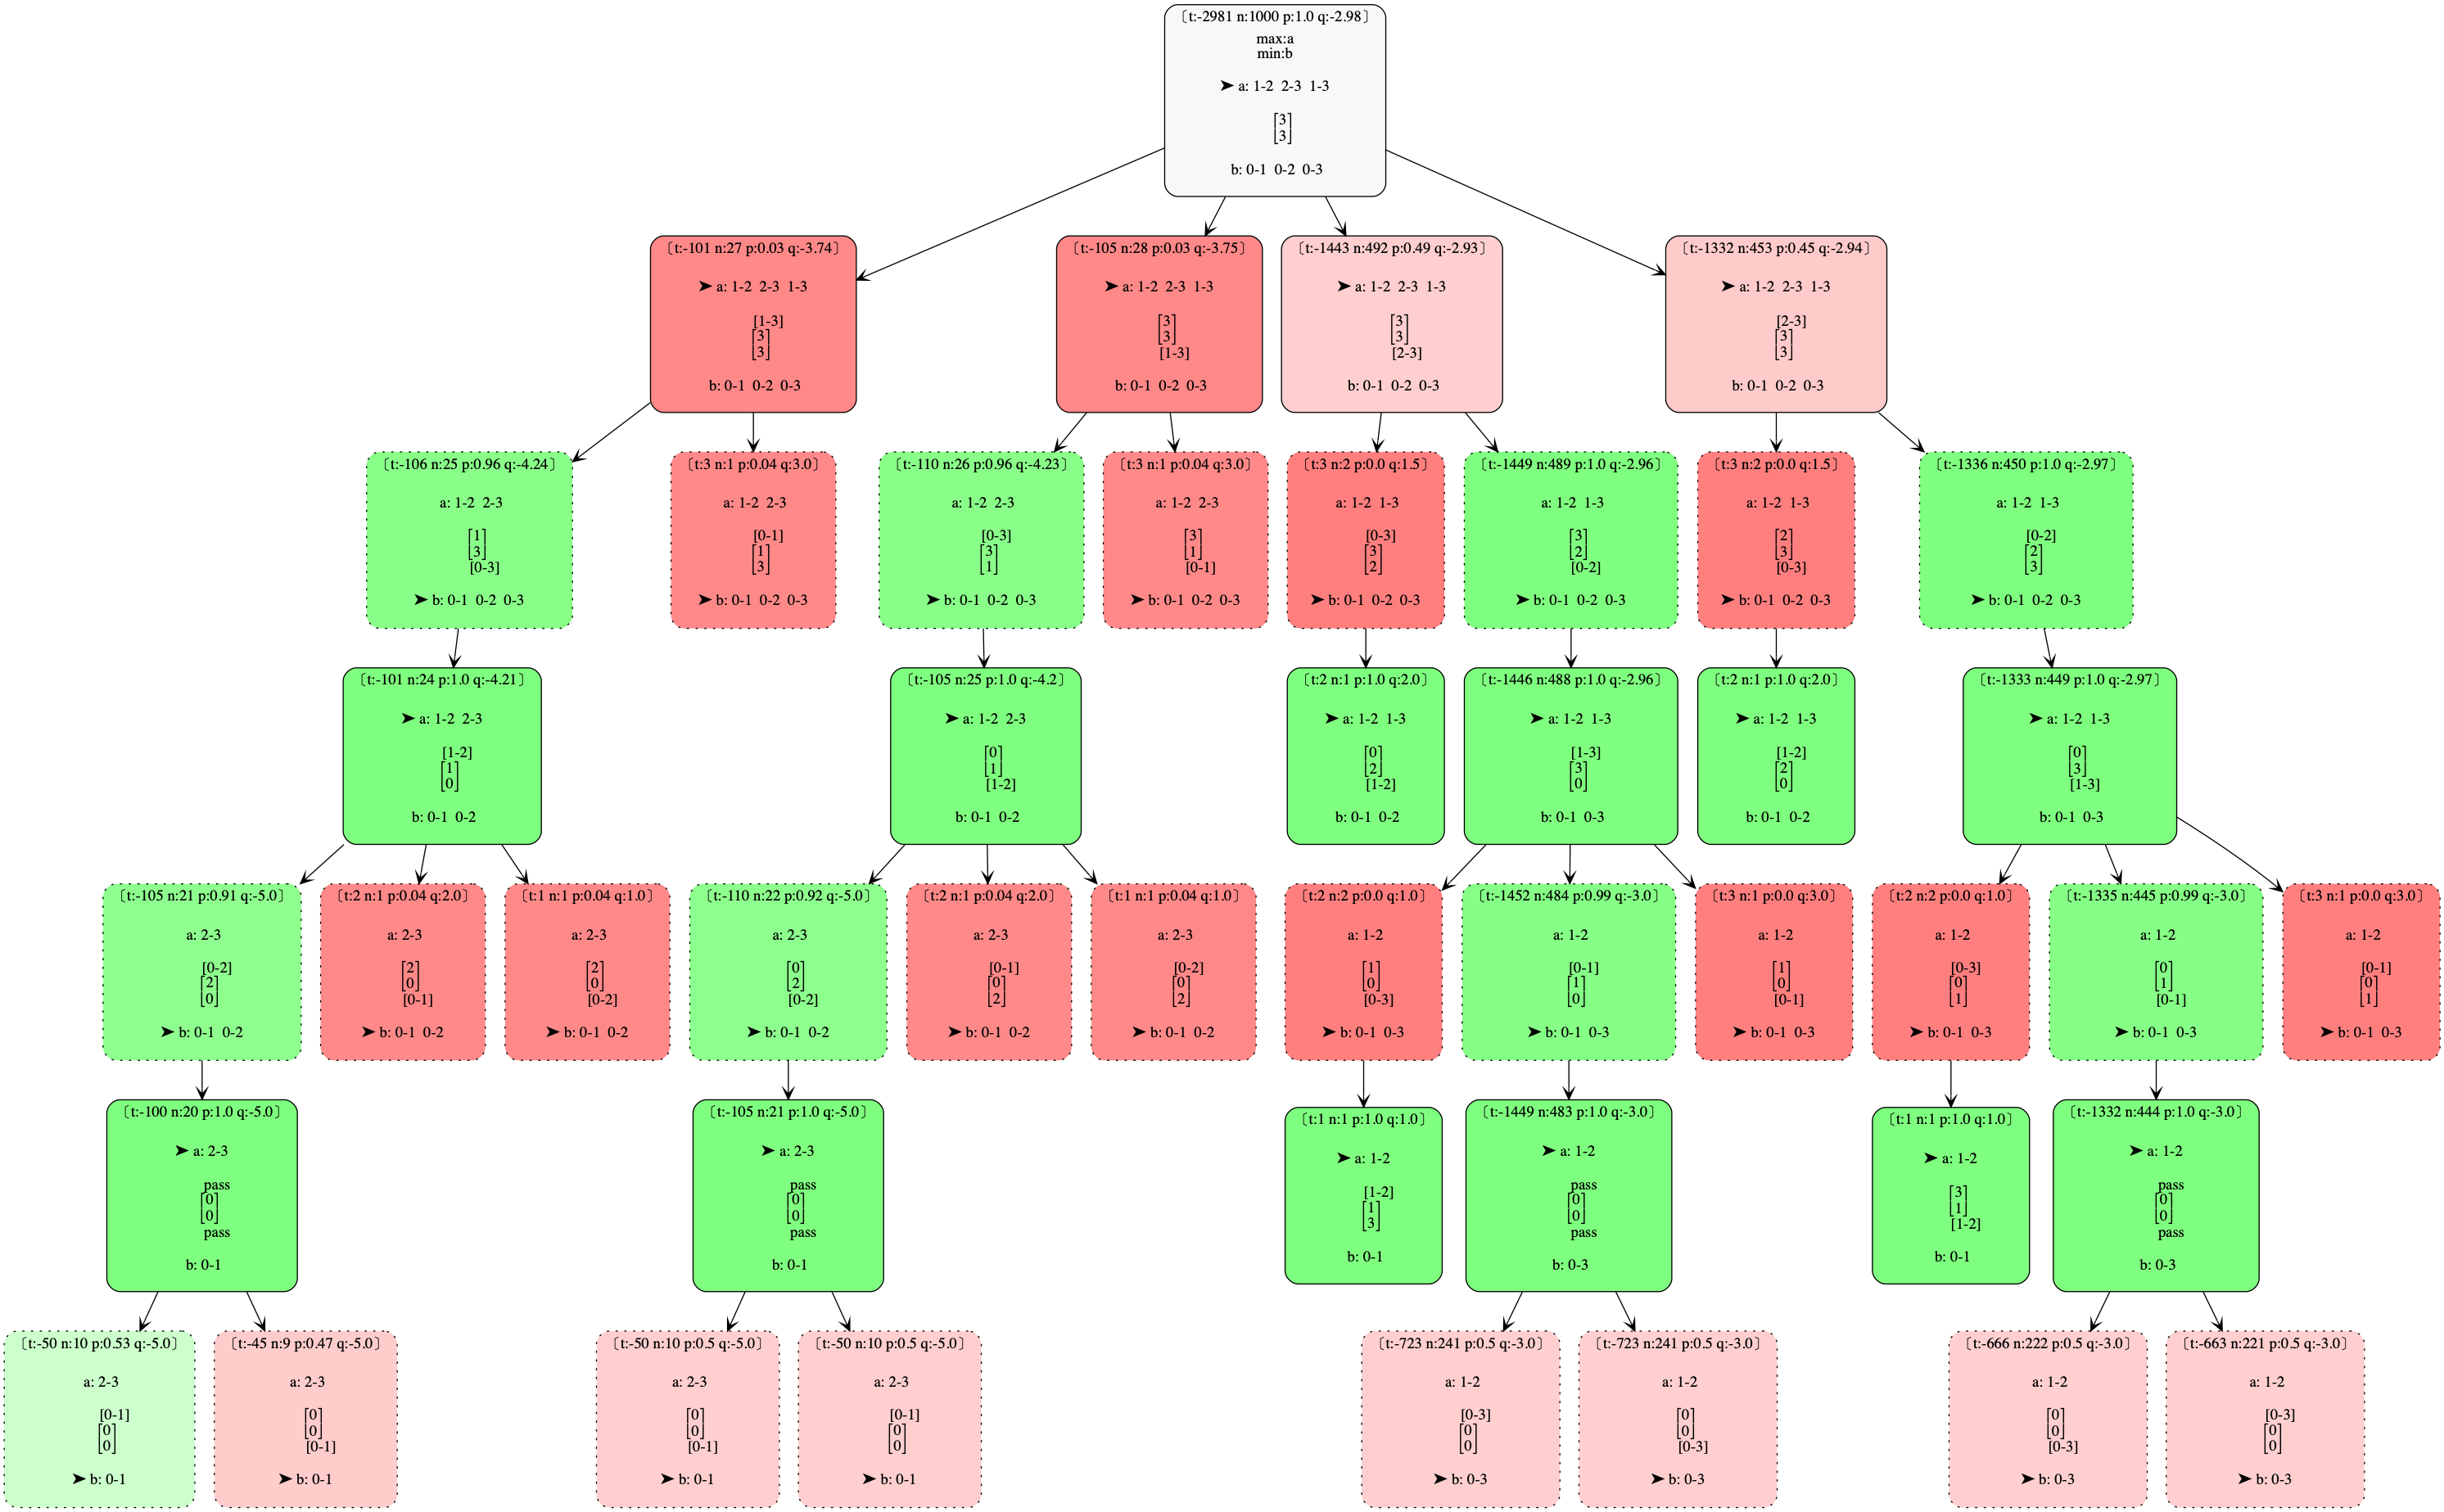 〔t:-2981 n:1000 p:1.0 q:-2.98〕
max:a
min:b
➤ a: 1-2 2-3 1-3
⎡3⎤
⎣3⎦
b: 0-1 0-2 0-3
〔t:-101 n:27 p:0.03 q:-3.74〕
➤ a: 1-2 2-3 1-3
[1-3]
⎡3⎤
⎣3⎦
b: 0-1 0-2 0-3
〔t:-105 n:28 p:0.03 q:-3.75〕
➤ a: 1-2 2-3 1-3
⎡3⎤
⎣3⎦
[1-3]
b: 0-1 0-2 0-3
〔t:-1443 n:492 p:0.49 q:-2.93〕
➤ a: 1-2 2-3 1-3
⎡3⎤
⎣3⎦
[2-3]
b: 0-1 0-2 0-3
〔t:-1332 n:453 p:0.45 q:-2.94〕
➤ a: 1-2 2-3 1-3
[2-3]
⎡3⎤
⎣3⎦
b: 0-1 0-2 0-3
〔t:-106 n:25 p:0.96 q:-4.24〕
a: 1-2 2-3
⎡1⎤
⎣3⎦
[0-3]
➤ b: 0-1 0-2 0-3
〔t:3 n:1 p:0.04 q:3.0〕
a: 1-2 2-3
[0-1]
⎡1⎤
⎣3⎦
➤ b: 0-1 0-2 0-3
〔t:-110 n:26 p:0.96 q:-4.23〕
a: 1-2 2-3
[0-3]
⎡3⎤
⎣1⎦
➤ b: 0-1 0-2 0-3
〔t:3 n:1 p:0.04 q:3.0〕
a: 1-2 2-3
⎡3⎤
⎣1⎦
[0-1]
➤ b: 0-1 0-2 0-3
〔t:3 n:2 p:0.0 q:1.5〕
a: 1-2 1-3
[0-3]
⎡3⎤
⎣2⎦
➤ b: 0-1 0-2 0-3
〔t:-1449 n:489 p:1.0 q:-2.96〕
a: 1-2 1-3
⎡3⎤
⎣2⎦
[0-2]
➤ b: 0-1 0-2 0-3
〔t:3 n:2 p:0.0 q:1.5〕
a: 1-2 1-3
⎡2⎤
⎣3⎦
[0-3]
➤ b: 0-1 0-2 0-3
〔t:-1336 n:450 p:1.0 q:-2.97〕
a: 1-2 1-3
[0-2]
⎡2⎤
⎣3⎦
➤ b: 0-1 0-2 0-3
〔t:-101 n:24 p:1.0 q:-4.21〕
➤ a: 1-2 2-3
[1-2]
⎡1⎤
⎣0⎦
b: 0-1 0-2
〔t:-105 n:25 p:1.0 q:-4.2〕
➤ a: 1-2 2-3
⎡0⎤
⎣1⎦
[1-2]
b: 0-1 0-2
〔t:2 n:1 p:1.0 q:2.0〕
➤ a: 1-2 1-3
⎡0⎤
⎣2⎦
[1-2]
b: 0-1 0-2
〔t:-1446 n:488 p:1.0 q:-2.96〕
➤ a: 1-2 1-3
[1-3]
⎡3⎤
⎣0⎦
b: 0-1 0-3
〔t:2 n:1 p:1.0 q:2.0〕
➤ a: 1-2 1-3
[1-2]
⎡2⎤
⎣0⎦
b: 0-1 0-2
〔t:-1333 n:449 p:1.0 q:-2.97〕
➤ a: 1-2 1-3
⎡0⎤
⎣3⎦
[1-3]
b: 0-1 0-3
〔t:-105 n:21 p:0.91 q:-5.0〕
a: 2-3
[0-2]
⎡2⎤
⎣0⎦
➤ b: 0-1 0-2
〔t:2 n:1 p:0.04 q:2.0〕
a: 2-3
⎡2⎤
⎣0⎦
[0-1]
➤ b: 0-1 0-2
〔t:1 n:1 p:0.04 q:1.0〕
a: 2-3
⎡2⎤
⎣0⎦
[0-2]
➤ b: 0-1 0-2
〔t:-110 n:22 p:0.92 q:-5.0〕
a: 2-3
⎡0⎤
⎣2⎦
[0-2]
➤ b: 0-1 0-2
〔t:2 n:1 p:0.04 q:2.0〕
a: 2-3
[0-1]
⎡0⎤
⎣2⎦
➤ b: 0-1 0-2
〔t:1 n:1 p:0.04 q:1.0〕
a: 2-3
[0-2]
⎡0⎤
⎣2⎦
➤ b: 0-1 0-2
〔t:2 n:2 p:0.0 q:1.0〕
a: 1-2
⎡1⎤
⎣0⎦
[0-3]
➤ b: 0-1 0-3
〔t:-1452 n:484 p:0.99 q:-3.0〕
a: 1-2
[0-1]
⎡1⎤
⎣0⎦
➤ b: 0-1 0-3
〔t:3 n:1 p:0.0 q:3.0〕
a: 1-2
⎡1⎤
⎣0⎦
[0-1]
➤ b: 0-1 0-3
〔t:2 n:2 p:0.0 q:1.0〕
a: 1-2
[0-3]
⎡0⎤
⎣1⎦
➤ b: 0-1 0-3
〔t:-1335 n:445 p:0.99 q:-3.0〕
a: 1-2
⎡0⎤
⎣1⎦
[0-1]
➤ b: 0-1 0-3
〔t:3 n:1 p:0.0 q:3.0〕
a: 1-2
[0-1]
⎡0⎤
⎣1⎦
➤ b: 0-1 0-3
〔t:-100 n:20 p:1.0 q:-5.0〕
➤ a: 2-3
pass
⎡0⎤
⎣0⎦
pass
b: 0-1
〔t:-105 n:21 p:1.0 q:-5.0〕
➤ a: 2-3
pass
⎡0⎤
⎣0⎦
pass
b: 0-1
〔t:1 n:1 p:1.0 q:1.0〕
➤ a: 1-2
[1-2]
⎡1⎤
⎣3⎦
b: 0-1
〔t:-1449 n:483 p:1.0 q:-3.0〕
➤ a: 1-2
pass
⎡0⎤
⎣0⎦
pass
b: 0-3
〔t:1 n:1 p:1.0 q:1.0〕
➤ a: 1-2
⎡3⎤
⎣1⎦
[1-2]
b: 0-1
〔t:-1332 n:444 p:1.0 q:-3.0〕
➤ a: 1-2
pass
⎡0⎤
⎣0⎦
pass
b: 0-3
〔t:-50 n:10 p:0.53 q:-5.0〕
a: 2-3
[0-1]
⎡0⎤
⎣0⎦
➤ b: 0-1
〔t:-45 n:9 p:0.47 q:-5.0〕
a: 2-3
⎡0⎤
⎣0⎦
[0-1]
➤ b: 0-1
〔t:-50 n:10 p:0.5 q:-5.0〕
a: 2-3
⎡0⎤
⎣0⎦
[0-1]
➤ b: 0-1
〔t:-50 n:10 p:0.5 q:-5.0〕
a: 2-3
[0-1]
⎡0⎤
⎣0⎦
➤ b: 0-1
〔t:-723 n:241 p:0.5 q:-3.0〕
a: 1-2
[0-3]
⎡0⎤
⎣0⎦
➤ b: 0-3
〔t:-723 n:241 p:0.5 q:-3.0〕
a: 1-2
⎡0⎤
⎣0⎦
[0-3]
➤ b: 0-3
〔t:-666 n:222 p:0.5 q:-3.0〕
a: 1-2
⎡0⎤
⎣0⎦
[0-3]
➤ b: 0-3
〔t:-663 n:221 p:0.5 q:-3.0〕
a: 1-2
[0-3]
⎡0⎤
⎣0⎦
➤ b: 0-3